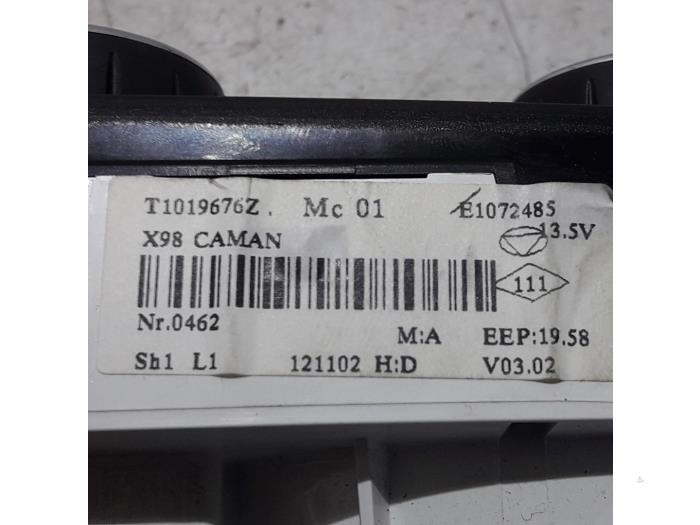 T1019676Z. Mc 01 E1072485
X98 CAMAN 13.5V
111
Nr.0462
M:A EEP:19.58
Sh1 L1 121102 H:D V03.02